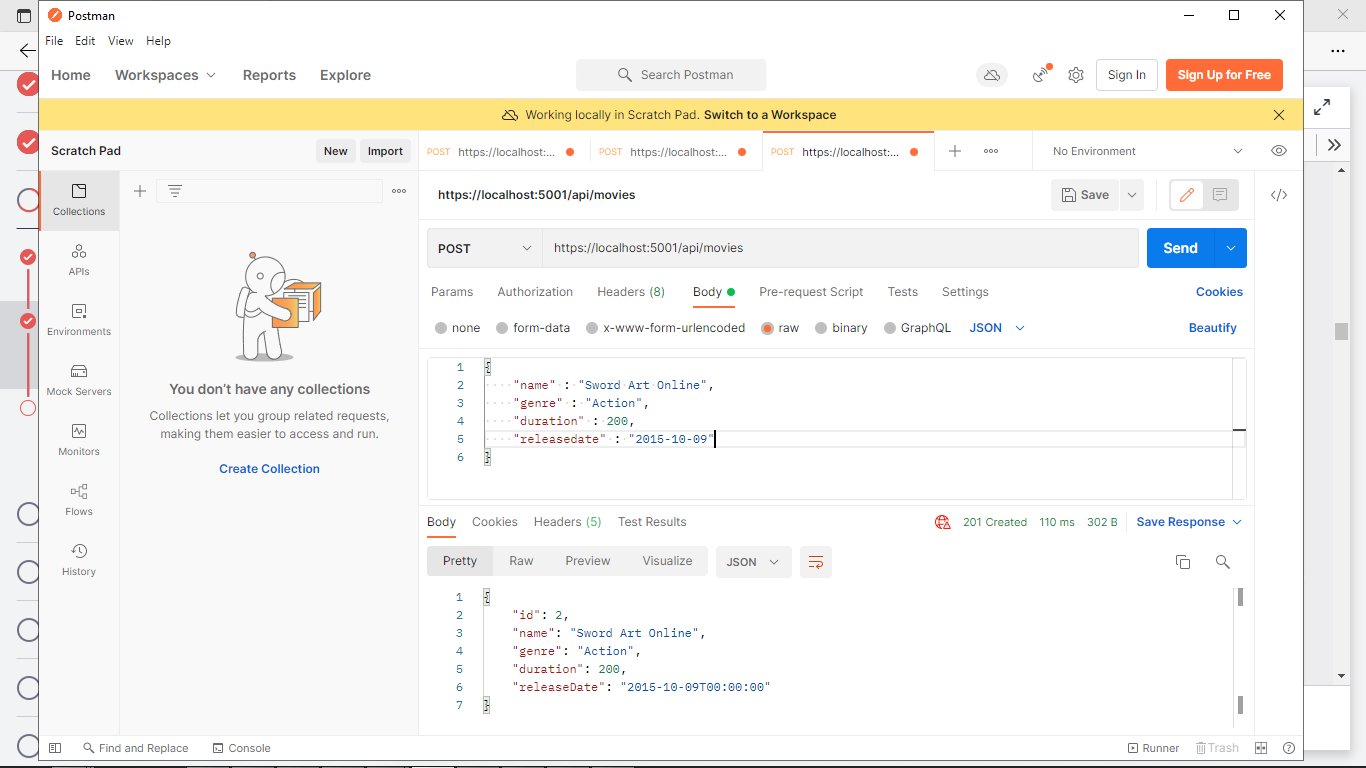 Postman
File Edit View Help
Home Workspaces Reports Explore Search Postman Sign In Sign Up for Free
Working locally in Scratch Pad. Switch to a Workspace
Scratch Pad New Import
POST https://localhost:... POST https://localhost:... POST https://localhost:... No Environment
https://localhost:5001/api/movies Save
POST https://localhost:5001/api/movies Send
Params Authorization Headers (8) Body Pre-request Script Tests Settings Cookies
none form-data x-www-form-urlencoded raw binary GraphQL JSON Beautify
1 {
2 "name" : "Sword Art Online",
3 "genre" : "Action",
4 "duration" : 200,
5 "releasedate" : "2015-10-09"
6 }
Collections
APIs
Environments
Mock Servers
Monitors
Flows
History
You don't have any collections
Collections let you group related requests,
making them easier to access and run.
Create Collection
Body Cookies Headers (5) Test Results 201 Created 110 ms 302 B Save Response
Pretty Raw Preview Visualize JSON
1 {
2 "id": 2,
3 "name": "Sword Art Online",
4 "genre": "Action",
5 "duration": 200,
6 "releaseDate": "2015-10-09T00:00:00"
7 }
Find and Replace Console Runner Trash